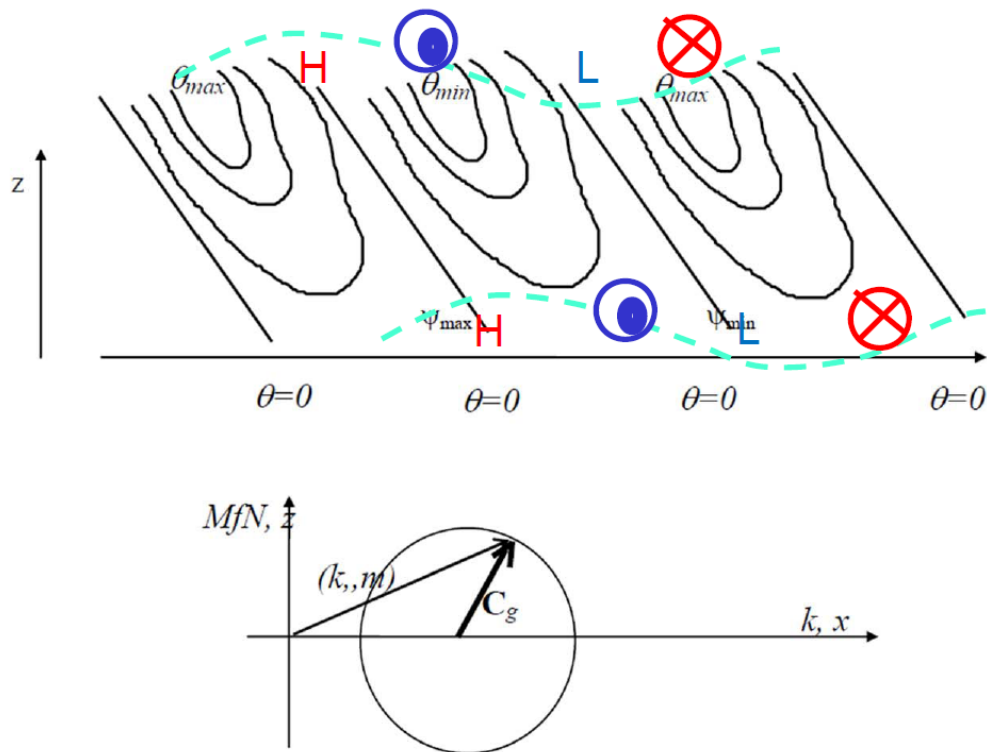 H L
θmax θmin θmax
z
ψmax H ψmin L
θ=0 θ=0 θ=0 θ=0
MfN, z
(k,,m)
Cg
k, x